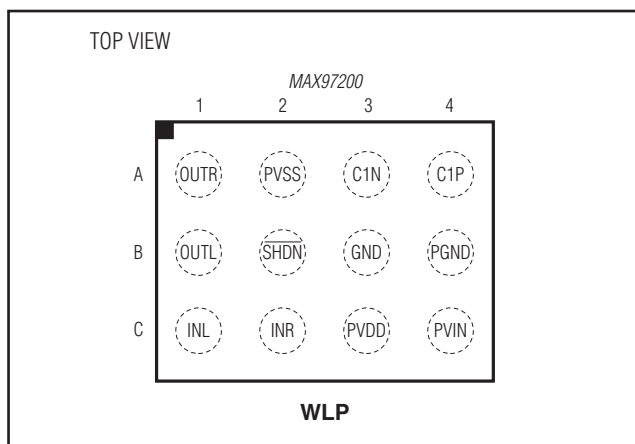 TOP VIEW
MAX97200
1 2 3 4
A OUTR PVSS C1N C1P
B OUTL SHDN GND PGND
C INL INR PVDD PVIN
WLP